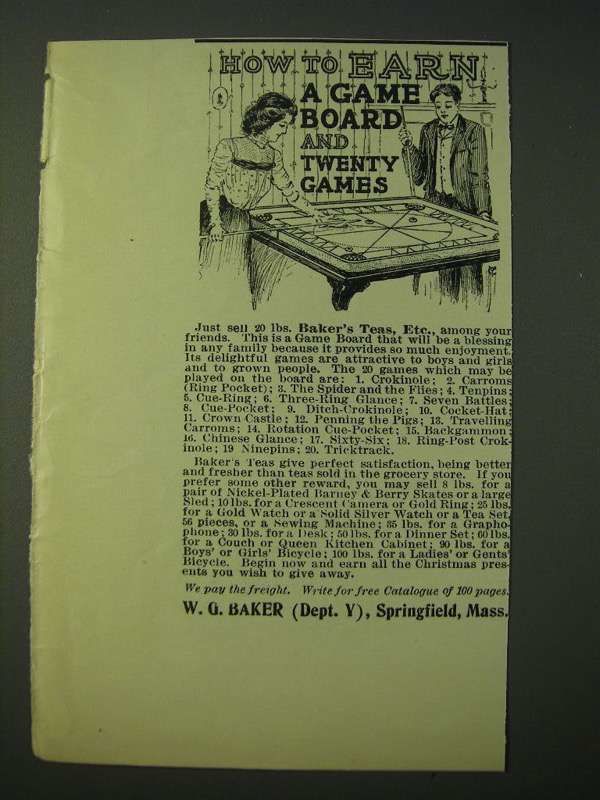 HOW TO EARN
A GAME
BOARD
AND
TWENTY
GAMES
Just sell 20 lbs. Baker's Teas, Etc., among your
friends. This is a Game Board that will be a blessing
in any family because it provides so much enjoyment.
Its delightful games are attractive to boys and girls
and to grown people. The 20 games which may be
played on the board are: 1. Crokinole; 2. Carroms
(Ring Pocket); 3. The Spider and the Flies; 4. Tenpins;
5. Cue-Ring; 6. Three-Ring Glance; 7. Seven Battles;
8. Cue-Pocket; 9. Ditch-Crokinole; 10. Cocket-Hat;
11. Crown Castle; 12. Penning the Pigs; 13. Travelling
Carroms; 14. Rotation Cue-Pocket; 15. Backgammon;
16. Chinese Glance; 17. Sixty-Six; 18. Ring-Post Crok-
inole; 19 Ninepins; 20. Tricktrack.
Baker's Teas give perfect satisfaction, being better
and fresher than teas sold in the grocery store. If you
prefer some other reward, you may sell 8 lbs. for a
pair of Nickel-Plated Barney & Berry Skates or a large
Sled; 10 lbs. for a Crescent Camera or Gold Ring; 25 lbs.
for a Gold Watch or a Solid Silver Watch or a Tea Set,
56 pieces, or a Sewing Machine; 35 lbs. for a Grapho-
phone; 30 lbs. for a Desk; 50 lbs. for a Dinner Set; 60 lbs.
for a Couch or Queen Kitchen Cabinet; 90 lbs. for a
Boys' or Girls' Bicycle; 100 lbs. for a Ladies' or Gents'
Bicycle. Begin now and earn all the Christmas pres-
ents you wish to give away.
We pay the freight. Write for free Catalogue of 100 pages.
W. G. BAKER (Dept. Y), Springfield, Mass.